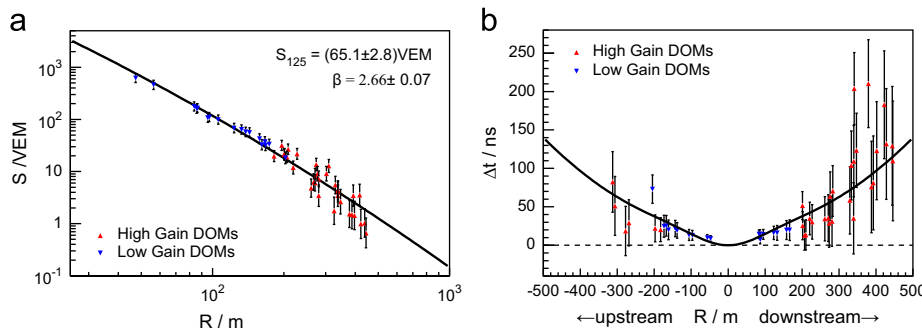 a
S₁₂₅ = (65.1±2.8)VEM
β = 2.66± 0.07
10³
10²
10
1
10⁻¹
S /VEM
High Gain DOMs
Low Gain DOMs
10²
10³
R / m
b
High Gain DOMs
Low Gain DOMs
250
200
150
100
50
0
Δt / ns
-500 -400 -300 -200 -100 0 100 200 300 400 500
←upstream R / m downstream→